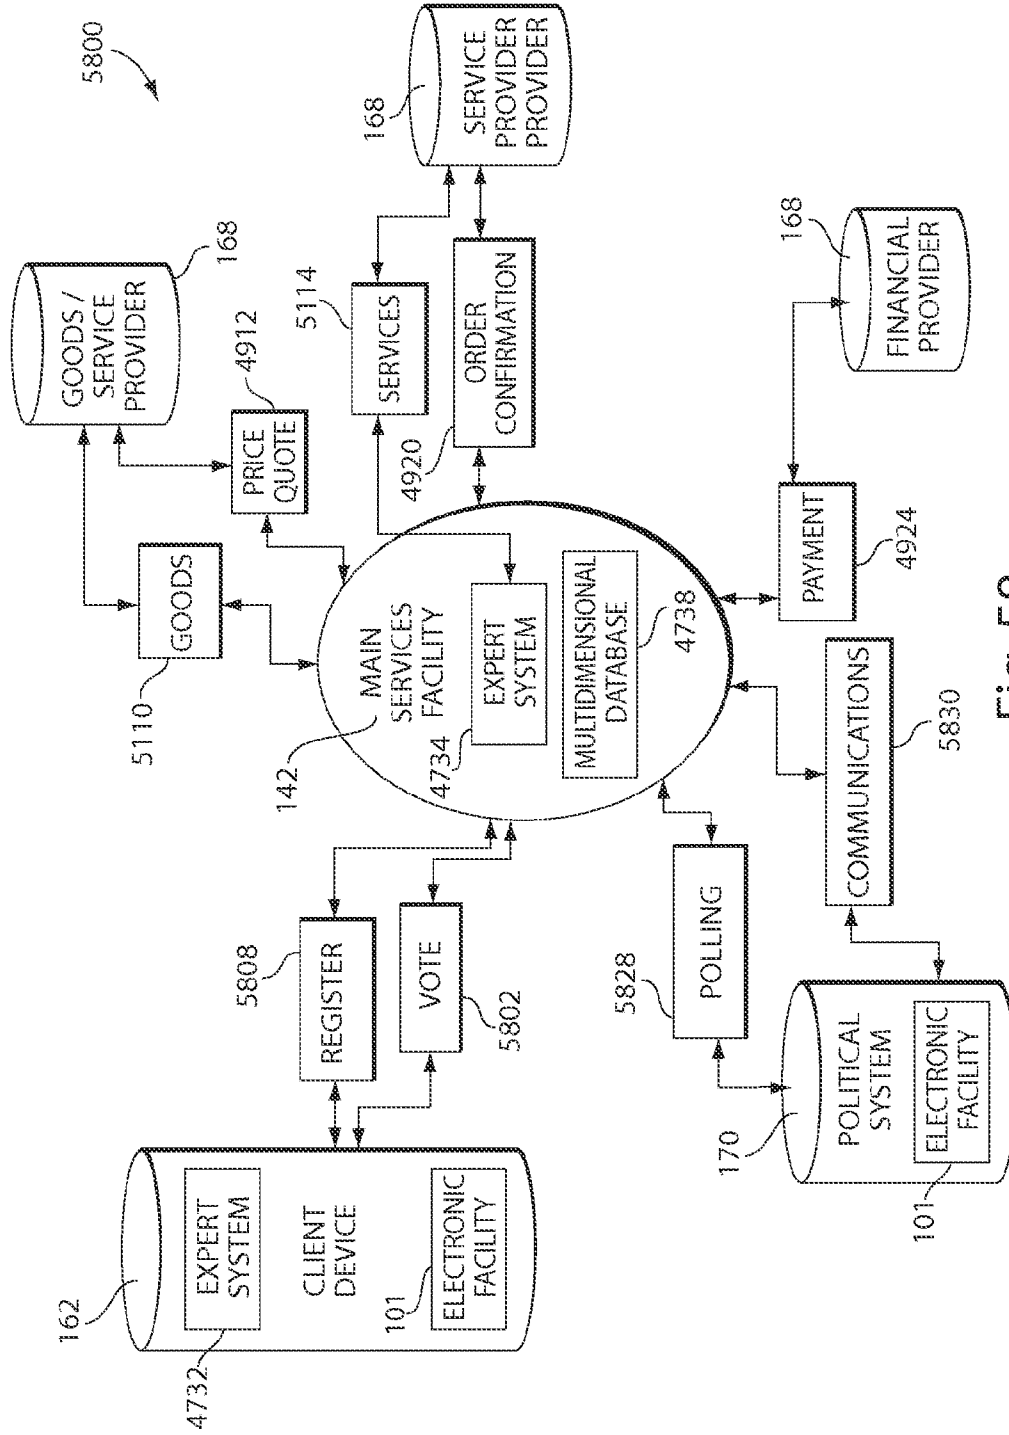 5800
162
EXPERT
SYSTEM
4732
CLIENT
DEVICE
101
ELECTRONIC
FACILITY
REGISTER
5808
VOTE
5802
142
MAIN
SERVICES
FACILITY
4734
EXPERT
SYSTEM
MULTIDIMENSIONAL
DATABASE
4738
5110
GOODS
PRICE
QUOTE
4912
GOODS /
SERVICE
PROVIDER
168
SERVICES
5114
4920
ORDER
CONFIRMATION
168
SERVICE
PROVIDER
PROVIDER
5828
POLLING
170
POLITICAL
SYSTEM
101
ELECTRONIC
FACILITY
COMMUNICATIONS
5830
PAYMENT
4924
168
FINANCIAL
PROVIDER